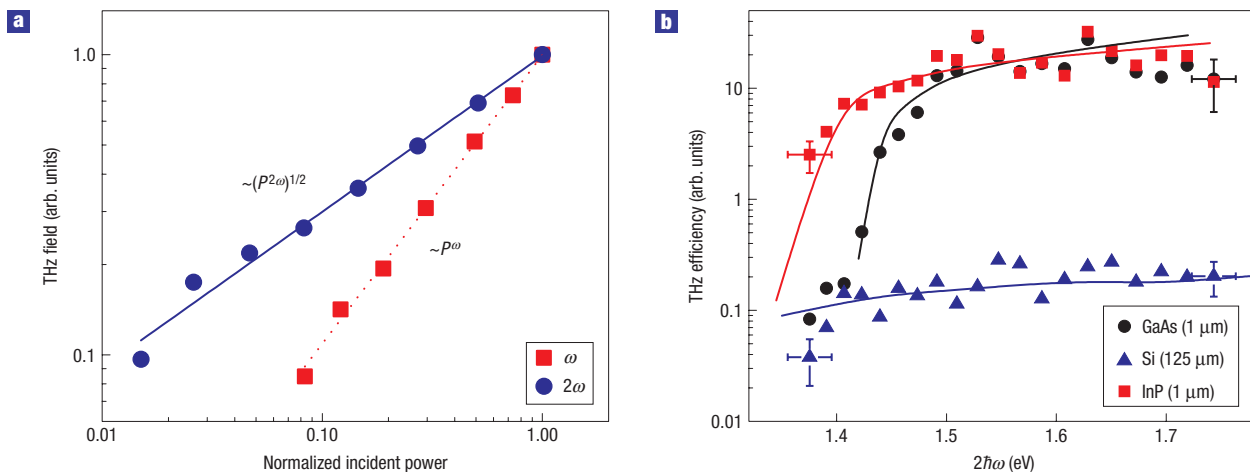 a
1.0
0.1
THz field (arb. units)
~(P^{2ω})^{1/2}
~P^ω
ω
2ω
0.01
0.10
1.00
Normalized incident power
b
10
1
0.1
0.01
THz efficiency (arb. units)
GaAs (1 μm)
Si (125 μm)
InP (1 μm)
1.4
1.5
1.6
1.7
2ħω (eV)